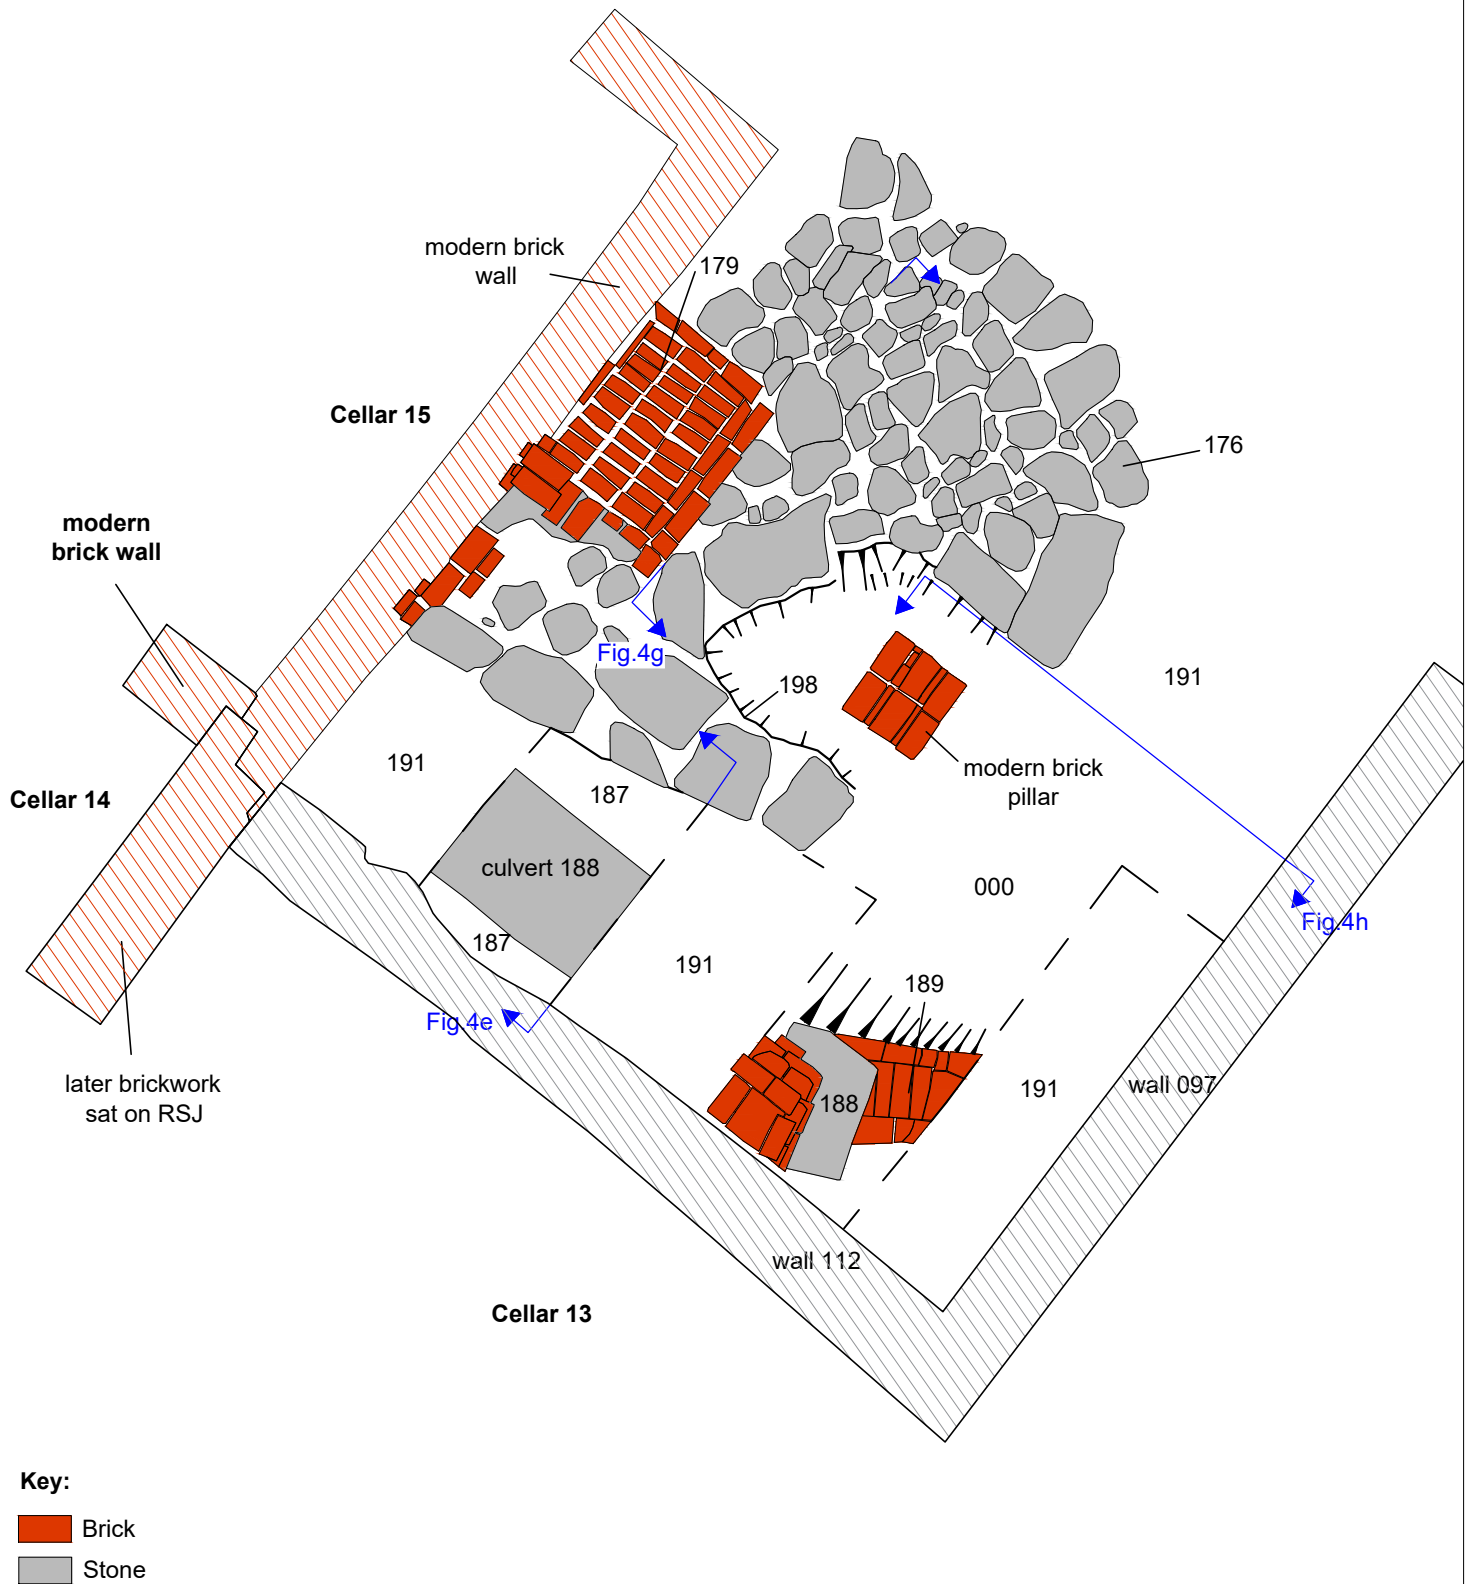 modern brick
wall
179
Cellar 15
176
modern
brick wall
Fig.4g
198
191
191
modern brick
pillar
Cellar 14
187
culvert 188
000
Fig.4h
187
191
189
Fig.4e
later brickwork
sat on RSJ
188
191
wall 097
wall 112
Cellar 13
Key:
Brick
Stone